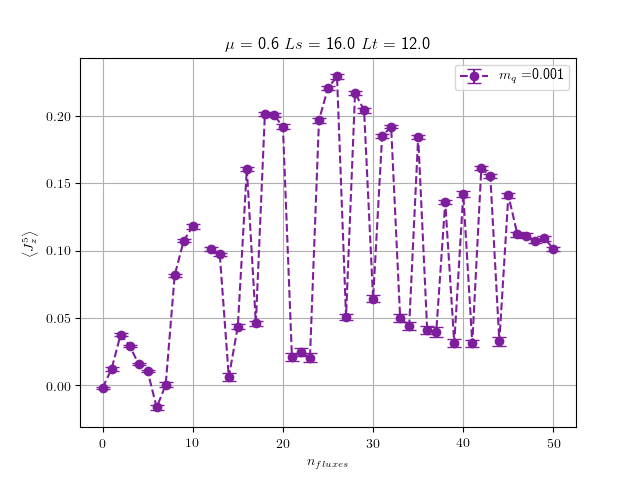 μ = 0.6 Ls = 16.0 Lt = 12.0
m_q =0.001
⟨J_z^5⟩
0.20
0.15
0.10
0.05
0.00
0 10 20 30 40 50
n_fluxes